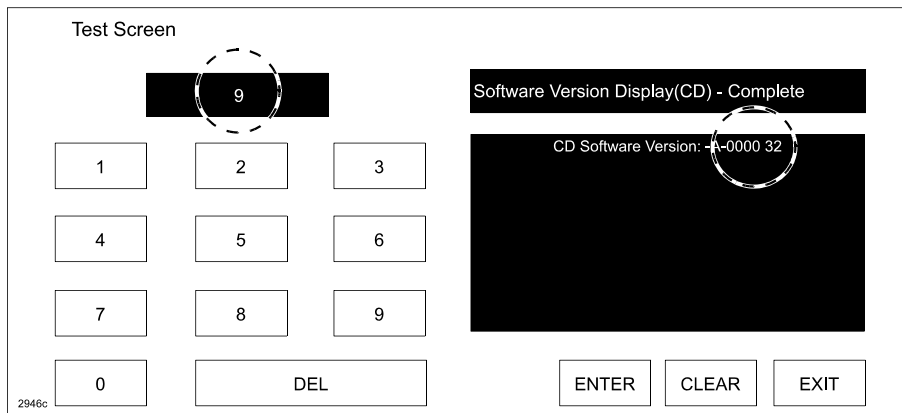 Test Screen
9
Software Version Display(CD) - Complete
CD Software Version: -A-0000 32
1 2 3
4 5 6
7 8 9
0 DEL ENTER CLEAR EXIT
2946c